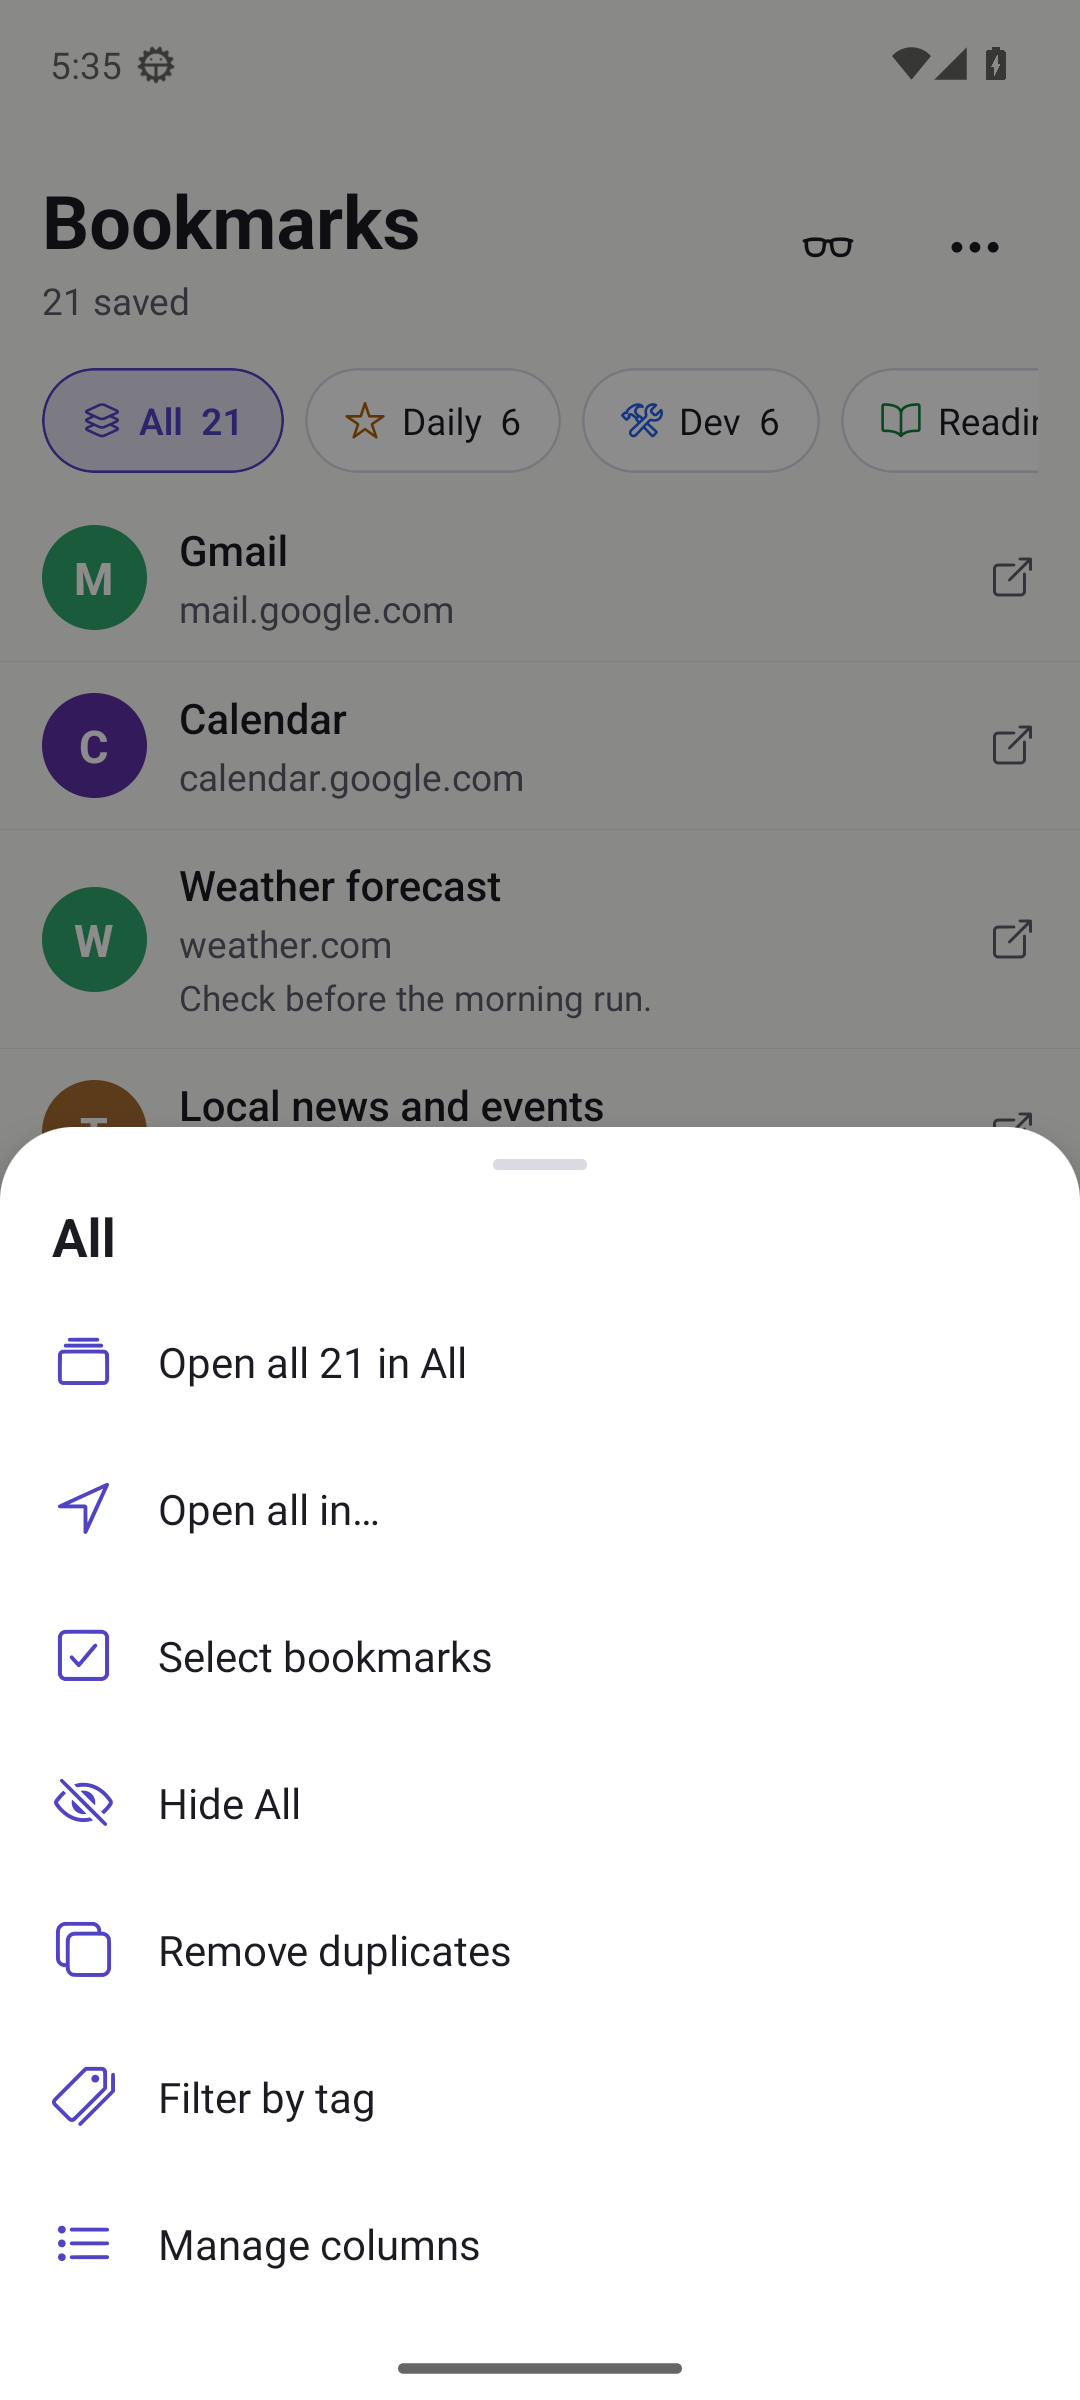 5:35
Bookmarks
21 saved
All 21
Daily 6
Dev 6
Readin
M
Gmail
mail.google.com
C
Calendar
calendar.google.com
W
Weather forecast
weather.com
Check before the morning run.
T
Local news and events
All
Open all 21 in All
Open all in...
Select bookmarks
Hide All
Remove duplicates
Filter by tag
Manage columns